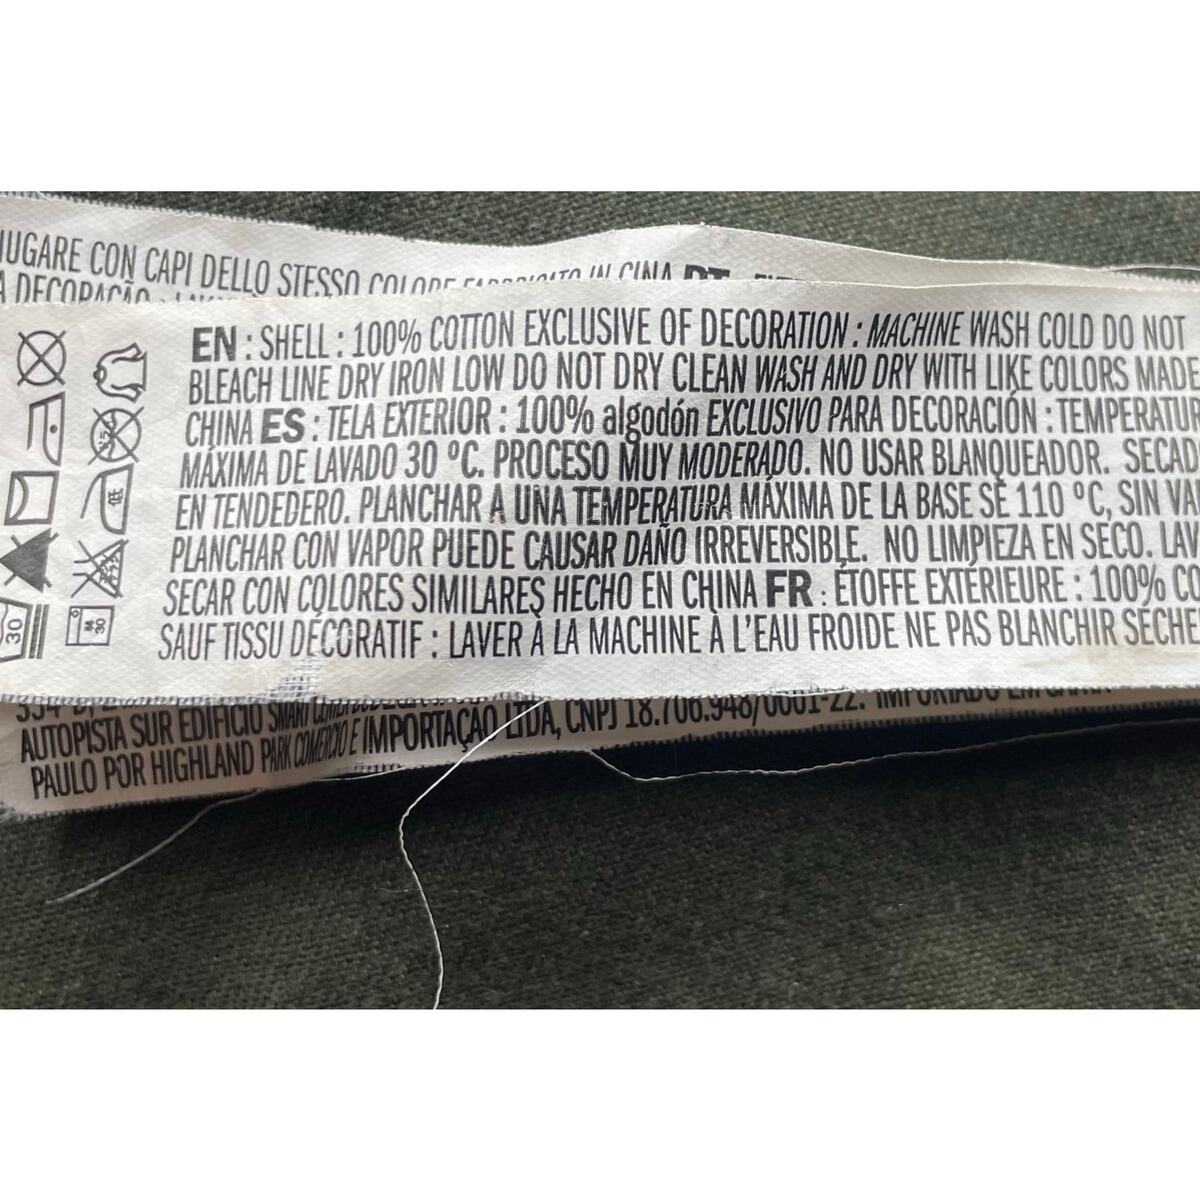 CON CAPI DELLO STESSO COLORE FABBRICATO IN CINA PT
A DECORAÇÃO
EN : SHELL : 100% COTTON EXCLUSIVE OF DECORATION : MACHINE WASH COLD DO NOT
BLEACH LINE DRY IRON LOW DO NOT DRY CLEAN WASH AND DRY WITH LIKE COLORS MADE
CHINA ES : TELA EXTERIOR : 100% algodón EXCLUSIVO PARA DECORACIÓN : TEMPERATUR
MÁXIMA DE LAVADO 30 °C. PROCESO MUY MODERADO. NO USAR BLANQUEADOR. SECAD
EN TENDEDERO. PLANCHAR A UNA TEMPERATURA MÁXIMA DE LA BASE SE 110 °C, SIN VA
PLANCHAR CON VAPOR PUEDE CAUSAR DAÑO IRREVERSIBLE. NO LIMPIEZA EN SECO. LAV
SECAR CON COLORES SIMILARES HECHO EN CHINA FR : ÉTOFFE EXTÉRIEURE : 100% CO
SAUF TISSU DÉCORATIF : LAVER À LA MACHINE À L'EAU FROIDE NE PAS BLANCHIR SÉCHE
30
低
30
AUTOPISTA SUR EDIFICIO SMART
PAULO POR HIGHLAND PARK COMERCIO E IMPORTAÇÃO LTDA, CNPJ 18.706.948/0001-22. IMPORTADO